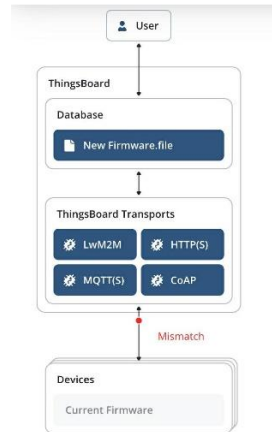 User
ThingsBoard
Database
New Firmware.file
ThingsBoard Transports
LwM2M
HTTP(S)
MQTT(S)
CoAP
Mismatch
Devices
Current Firmware